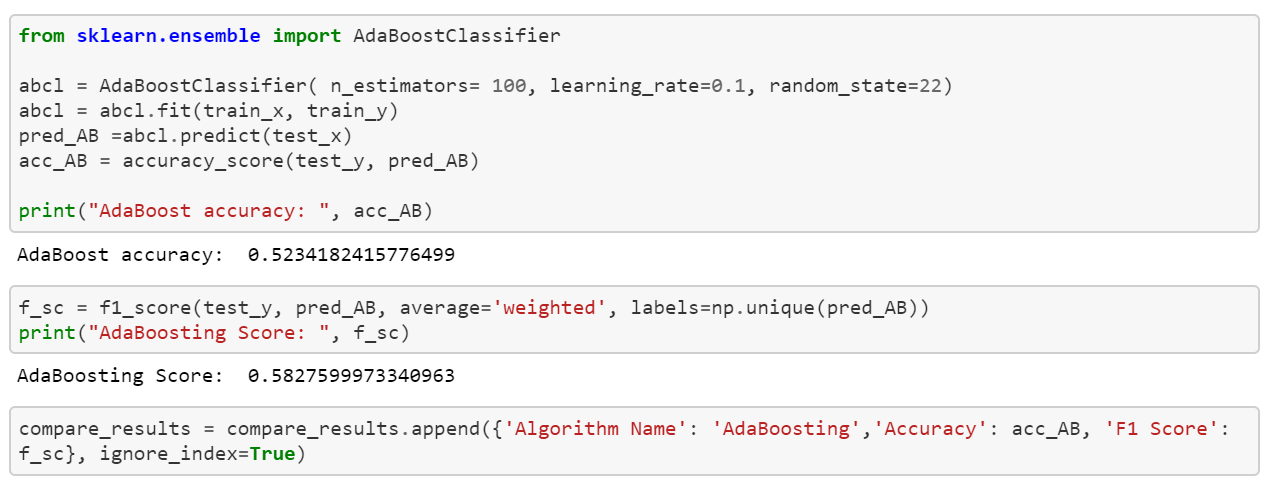 from sklearn.ensemble import AdaBoostClassifier
abcl = AdaBoostClassifier( n_estimators= 100, learning_rate=0.1, random_state=22)
abcl = abcl.fit(train_x, train_y)
pred_AB =abcl.predict(test_x)
acc_AB = accuracy_score(test_y, pred_AB)
print("AdaBoost accuracy: ", acc_AB)
AdaBoost accuracy:  0.5234182415776499
f_sc = f1_score(test_y, pred_AB, average='weighted', labels=np.unique(pred_AB))
print("AdaBoosting Score: ", f_sc)
AdaBoosting Score:  0.5827599973340963
compare_results = compare_results.append({'Algorithm Name': 'AdaBoosting','Accuracy': acc_AB, 'F1 Score':
f_sc}, ignore_index=True)